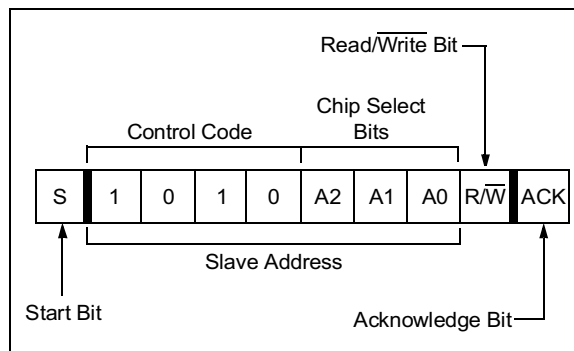 Read/Write Bit
Chip Select
Bits
Control Code
S 1 0 1 0 A2 A1 A0 R/W ACK
Slave Address
Start Bit
Acknowledge Bit